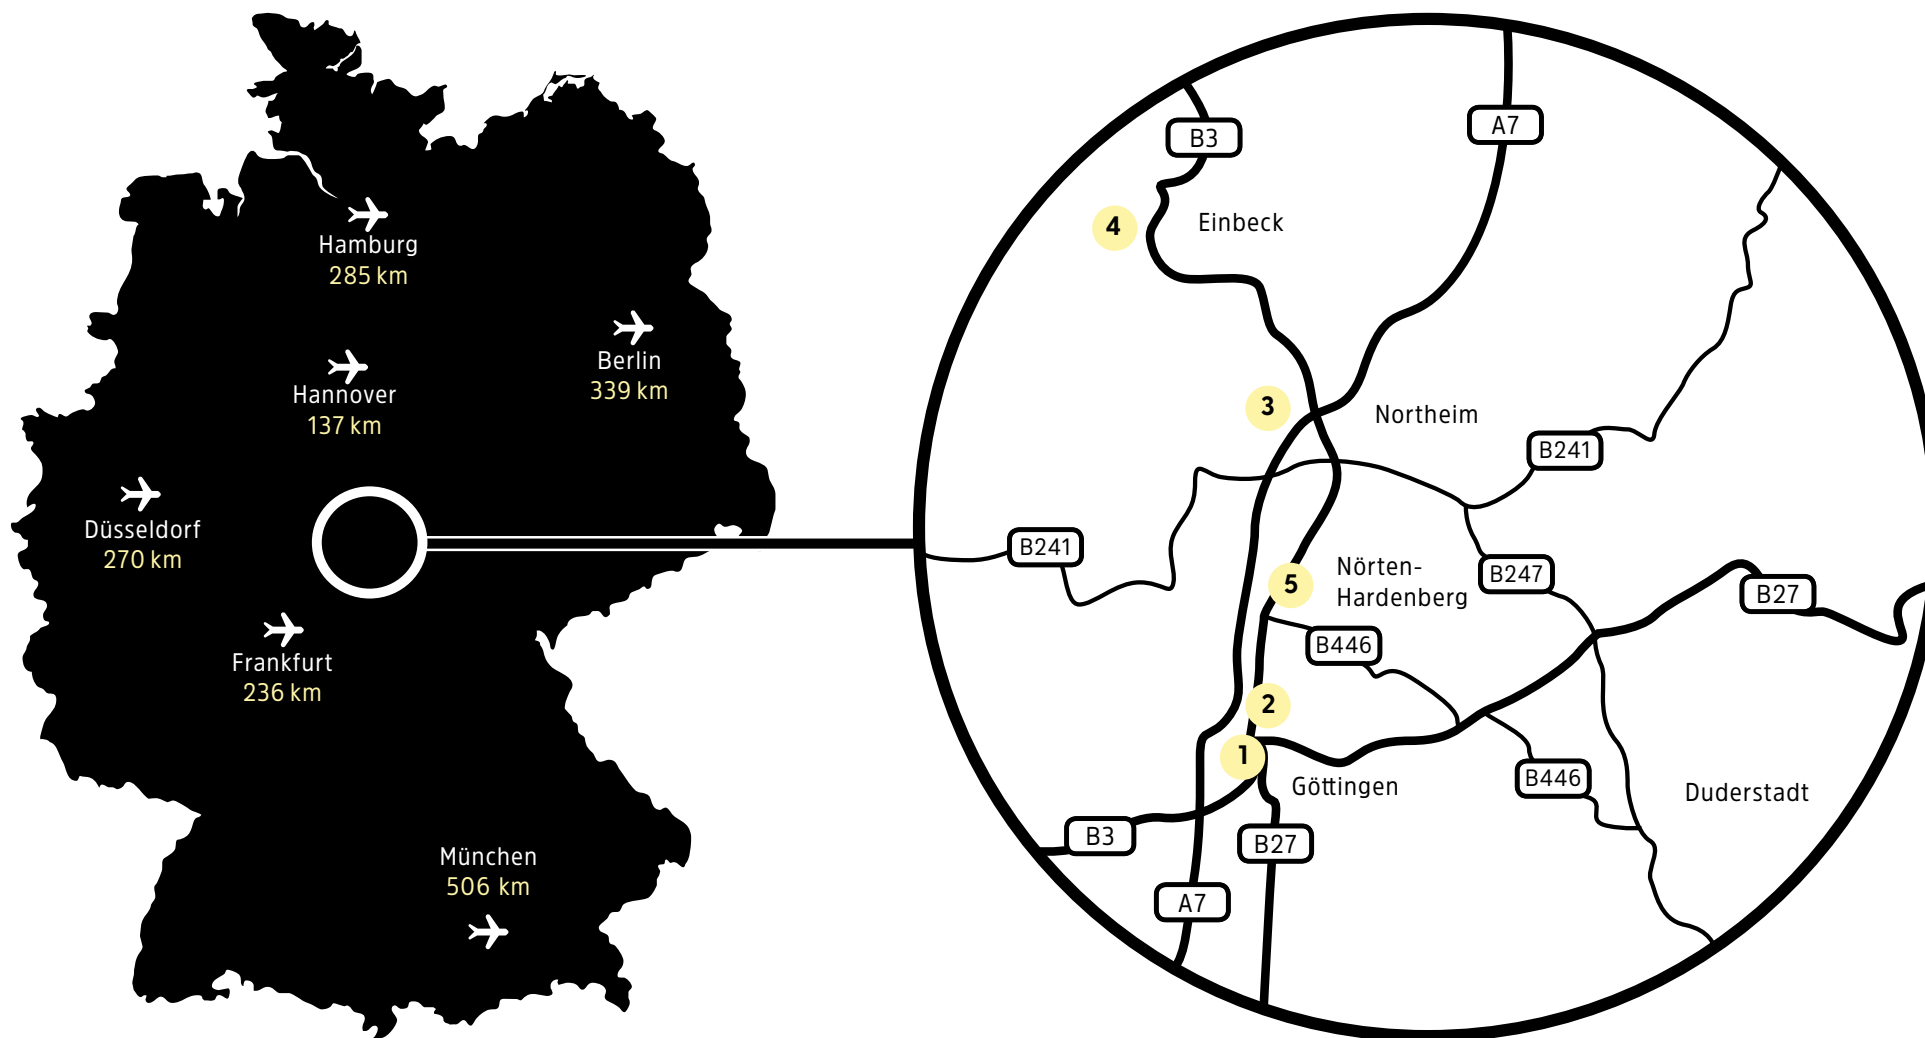 Hamburg
285 km
Berlin
339 km
Hannover
137 km
Düsseldorf
270 km
Frankfurt
236 km
München
506 km
B3
A7
4
Einbeck
3
Northeim
B241
B241
5
Nörten-
Hardenberg
B247
B27
B446
2
1
Göttingen
B446
Duderstadt
B3
B27
A7